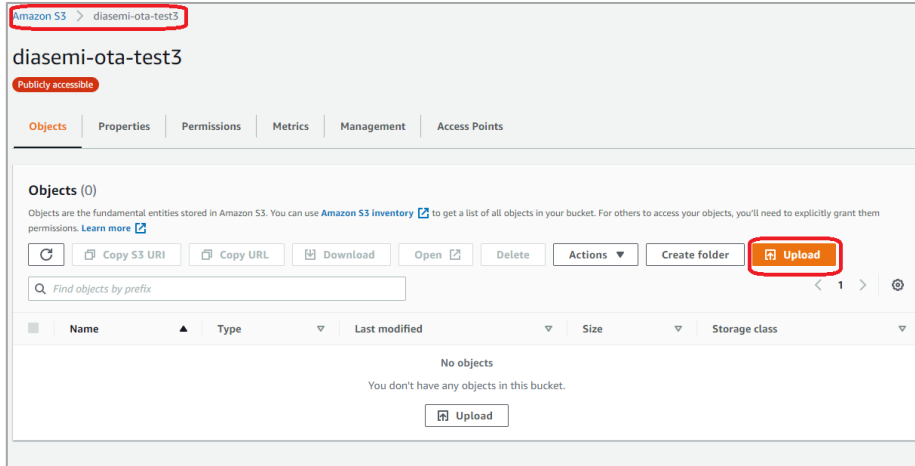 Amazon S3 > diasemi-ota-test3
diasemi-ota-test3
Publicly accessible
Objects Properties Permissions Metrics Management Access Points
Objects (0)
Objects are the fundamental entities stored in Amazon S3. You can use Amazon S3 inventory to get a list of all objects in your bucket. For others to access your objects, you'll need to explicitly grant them
permissions. Learn more
Copy S3 URI Copy URL Download Open Delete Actions Create folder Upload
Find objects by prefix < 1 >
Name Type Last modified Size Storage class
No objects
You don't have any objects in this bucket.
Upload